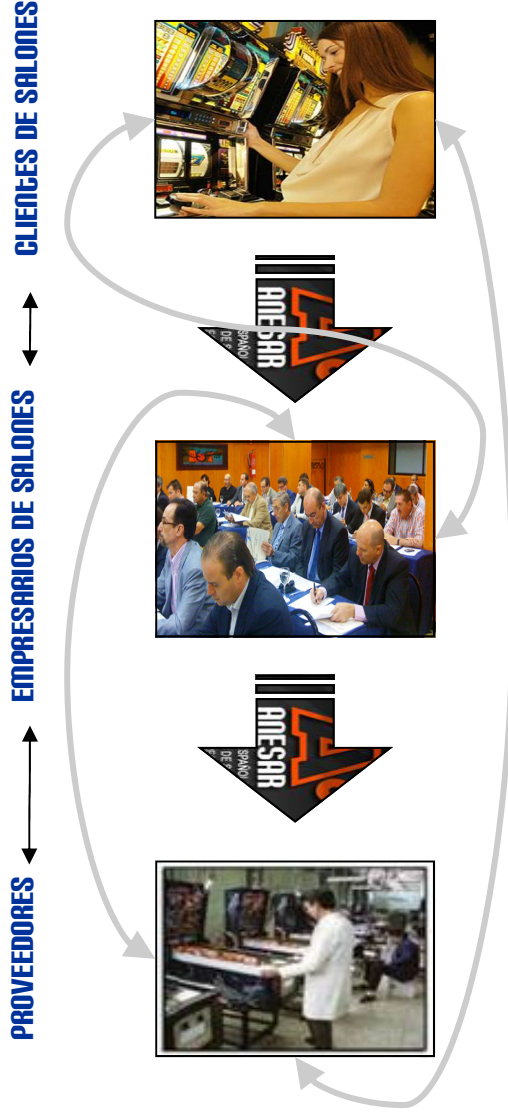 CLIENTES DE SALONES
ANESAR
EMPRESARIOS DE SALONES
ANESAR
PROVEEDORES